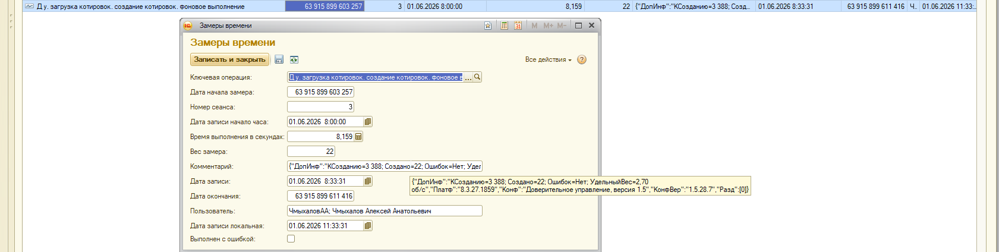 Д у. загрузка котировок. создание котировок. фоновое выполнение 63 915 899 603 257 3 01.06.2026 8:00:00 8,159 22 {"ДопИнф":"КСозданию=3 388; Созд... 01.06.2026 8:33:31 63 915 899 611 416 Ч.. 01.06.2026 11:33:...
Замеры времени M M+ M- 31
Замеры времени
Записать и закрыть Все действия ?
Ключевая операция: Д у. загрузка котировок. создание котировок. фоновое в ...
Дата начала замера: 63 915 899 603 257
Номер сеанса: 3
Дата записи начало часа: 01.06.2026 8:00:00
Время выполнения в секундах: 8,159
Вес замера: 22
Комментарий: {"ДопИнф":"КСозданию=3 388; Создано=22; Ошибок=Нет; Удел
Дата записи: 01.06.2026 8:33:31
{"ДопИнф":"КСозданию=3 388; Создано=22; Ошибок=Нет; УдельныйВес=2,70
об/с","Платф":"8.3.27.1859","Конф":"Доверительное управление, версия 1.5","КонфВер":"1.5.28.7","Разд":[0]}
Дата окончания: 63 915 899 611 416
Пользователь: ЧмыхаловАА; Чмыхалов Алексей Анатольевич
Дата записи локальная: 01.06.2026 11:33:31
Выполнен с ошибкой: